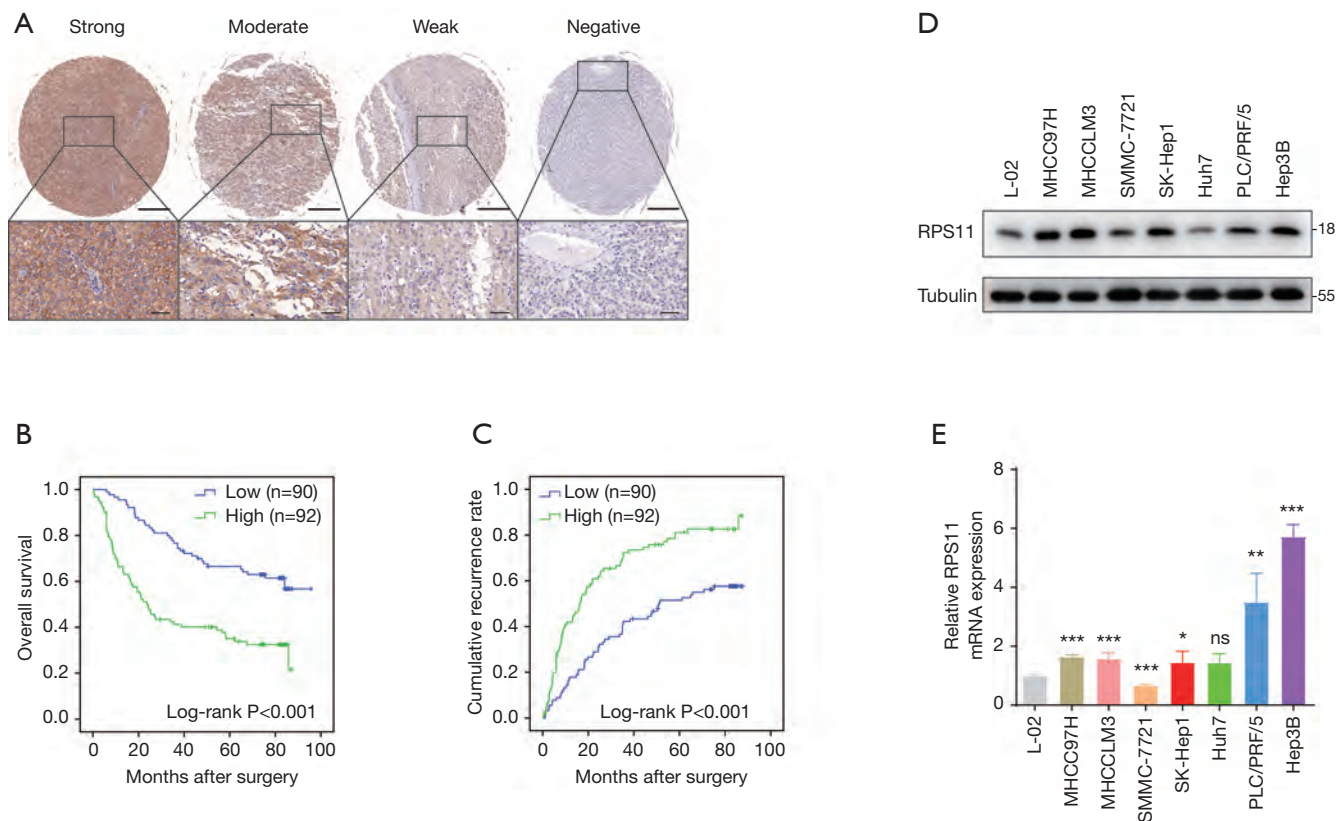 A
Strong Moderate Weak Negative
B
Overall survival
1.0
0.8
0.6
0.4
0.2
0.0
Low (n=90)
High (n=92)
Log-rank P<0.001
0 20 40 60 80 100
Months after surgery
C
Cumulative recurrence rate
1.0
0.8
0.6
0.4
0.2
0.0
Low (n=90)
High (n=92)
Log-rank P<0.001
0 20 40 60 80 100
Months after surgery
D
L-02 MHCC97H MHCCLM3 SMMC-7721 SK-Hep1 Huh7 PLC/PRF/5 Hep3B
RPS11 -18
Tubulin -55
E
Relative RPS11
mRNA expression
8
6
4
2
0
*** *** *** * ns ** ***
L-02 MHCC97H MHCCLM3 SMMC-7721 SK-Hep1 Huh7 PLC/PRF/5 Hep3B